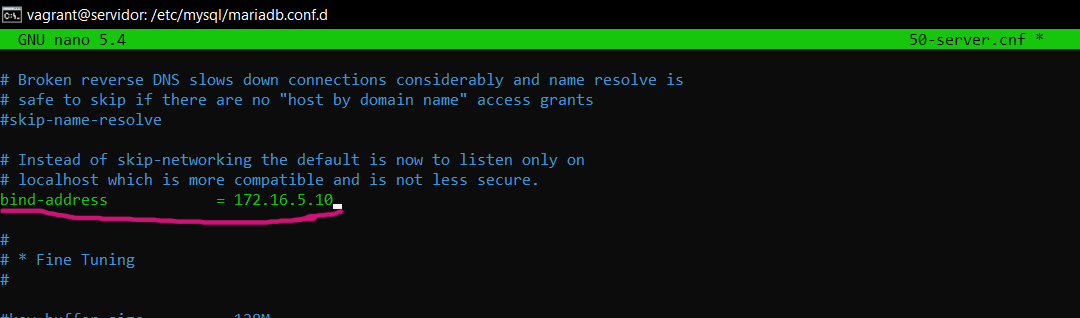 vagrant@servidor: /etc/mysql/mariadb.conf.d
GNU nano 5.4 50-server.cnf *
# Broken reverse DNS slows down connections considerably and name resolve is
# safe to skip if there are no "host by domain name" access grants
#skip-name-resolve
# Instead of skip-networking the default is now to listen only on
# localhost which is more compatible and is not less secure.
bind-address = 172.16.5.10
#
# * Fine Tuning
#
#key_buffer_size 128M